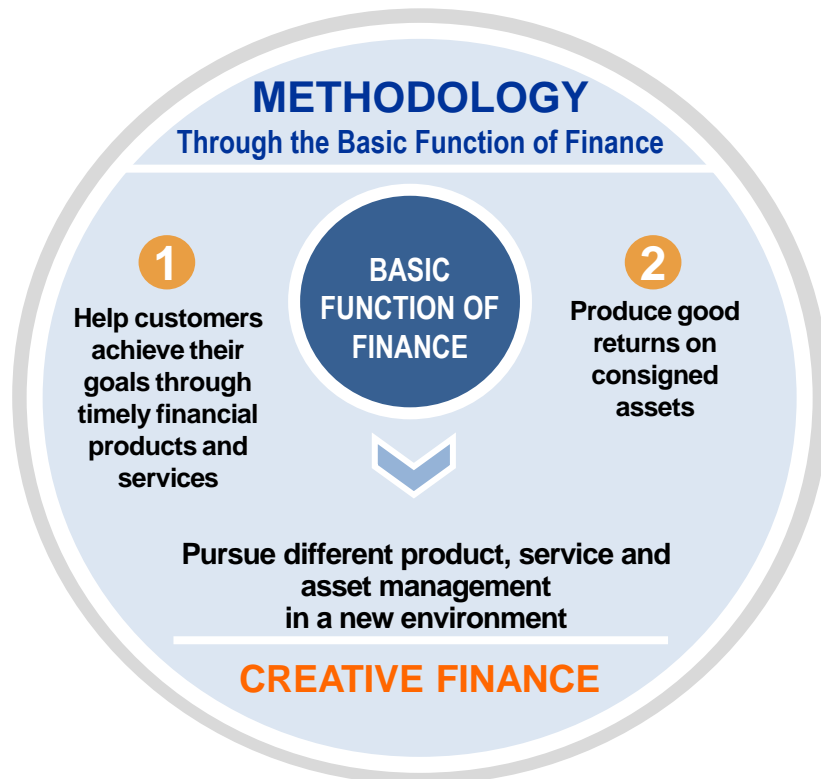 METHODOLOGY
Through the Basic Function of Finance
1
Help customers
achieve their
goals through
timely financial
products and
services
BASIC
FUNCTION OF
FINANCE
2
Produce good
returns on
consigned
assets
Pursue different product, service and
asset management
in a new environment
CREATIVE FINANCE